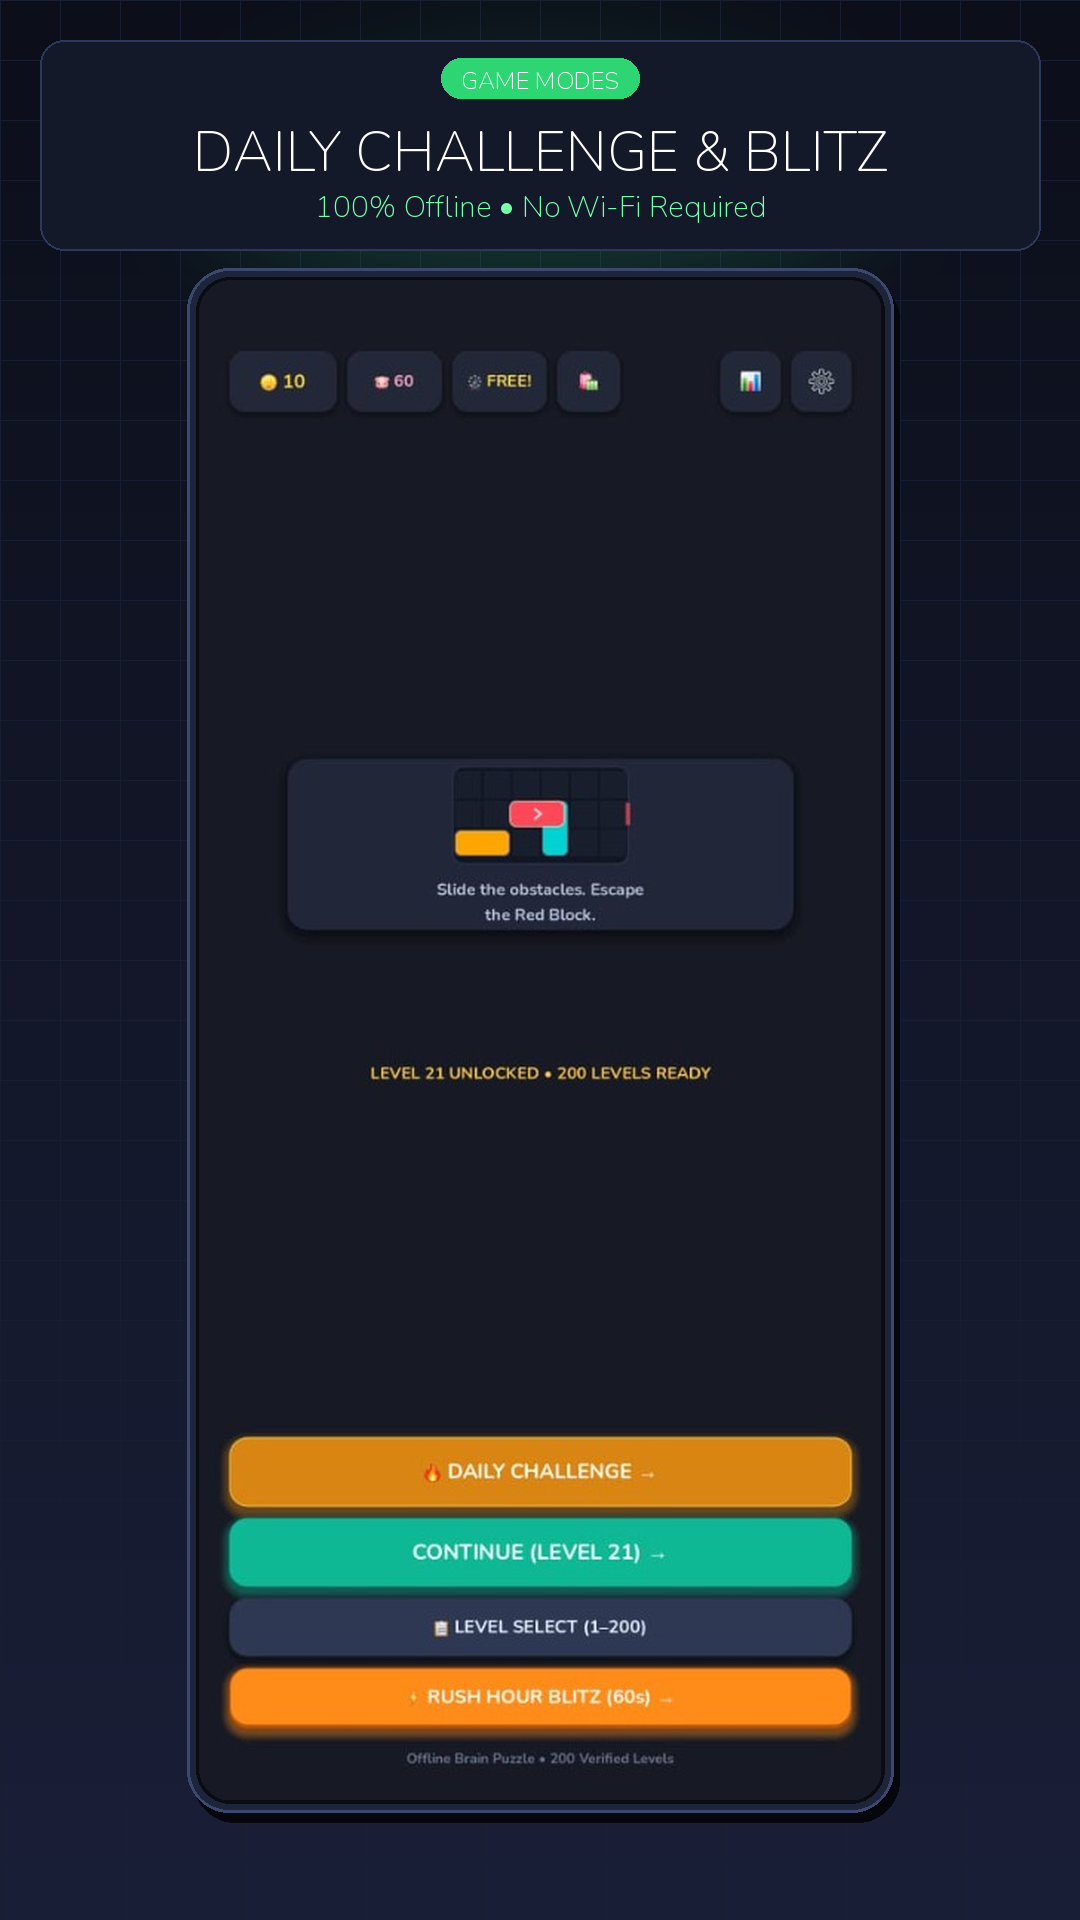 GAME MODES
DAILY CHALLENGE & BLITZ
100% Offline • No Wi-Fi Required
10
60
FREE!
Slide the obstacles. Escape
the Red Block.
LEVEL 21 UNLOCKED • 200 LEVELS READY
DAILY CHALLENGE →
CONTINUE (LEVEL 21) →
LEVEL SELECT (1–200)
RUSH HOUR BLITZ (60s) →
Offline Brain Puzzle • 200 Verified Levels